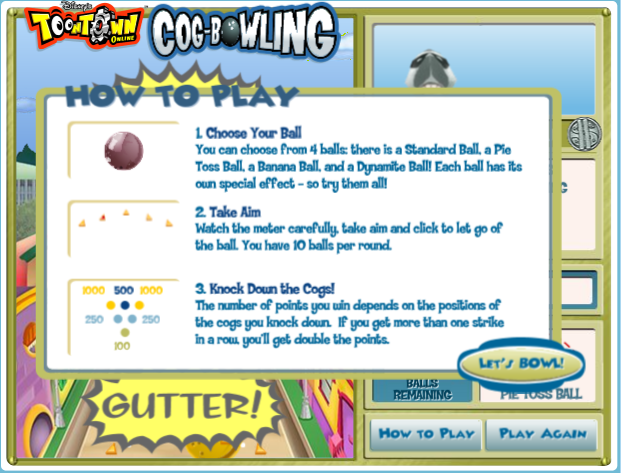 Disney's
TOONTOWN
ONLINE
COG-BOWLING
HOW TO PLAY
1. Choose Your Ball
You can choose from 4 balls: there is a Standard Ball, a Pie
Toss Ball, a Banana Ball, and a Dynamite Ball! Each ball has its
own special effect - so try them all!
2. Take Aim
Watch the meter carefully, take aim and click to let go of
the ball. You have 10 balls per round.
1000 500 1000
250 250
100
3. Knock Down the Cogs!
The number of points you win depends on the positions of
the cogs you knock down. If you get more than one strike
in a row, you'll get double the points.
LET'S BOWL!
GUTTER!
BALLS
REMAINING
PIE TOSS BALL
HOW TO PLAY
PLAY AGAIN